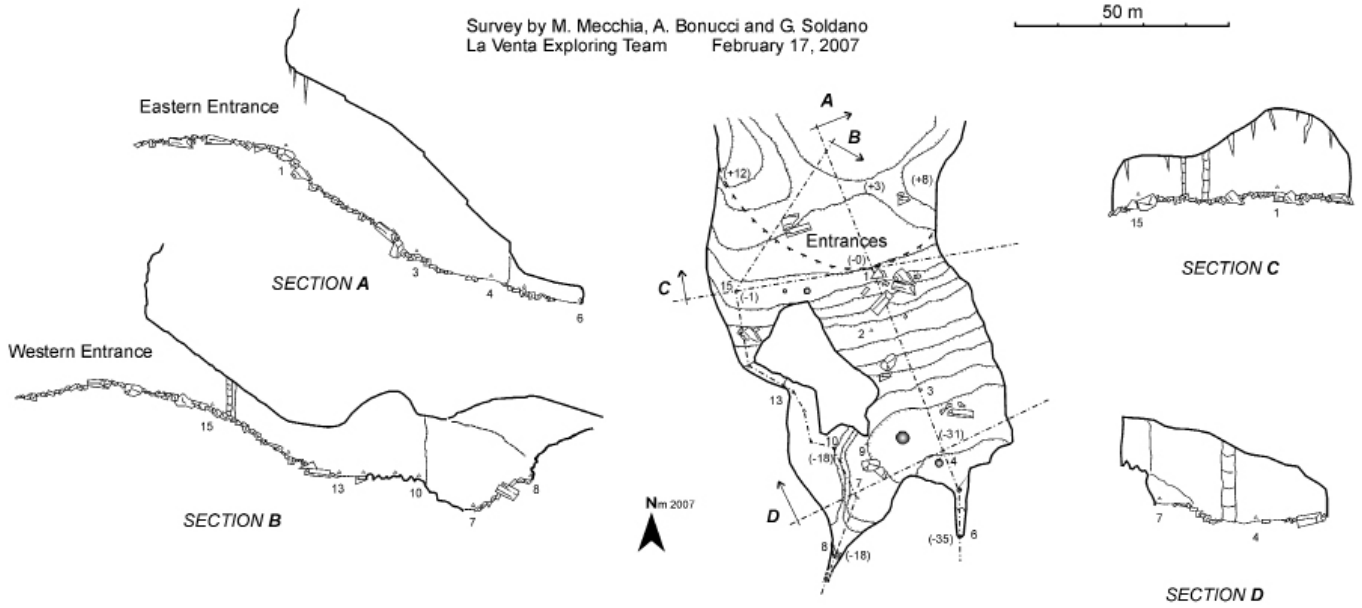 Survey by M. Mecchia, A. Bonucci and G. Soldano
La Venta Exploring Team February 17, 2007
50 m
Eastern Entrance
1
3
4
6
SECTION A
Western Entrance
15
13
10
7
8
SECTION B
A
B
(+12)
(+3)
(+8)
Entrances
(-0)
1
C
15
(-1)
2
13
3
10
(-18)
9
(-31)
4
7
D
8
(-18)
(-35)
6
Nm 2007
15
1
SECTION C
7
4
SECTION D